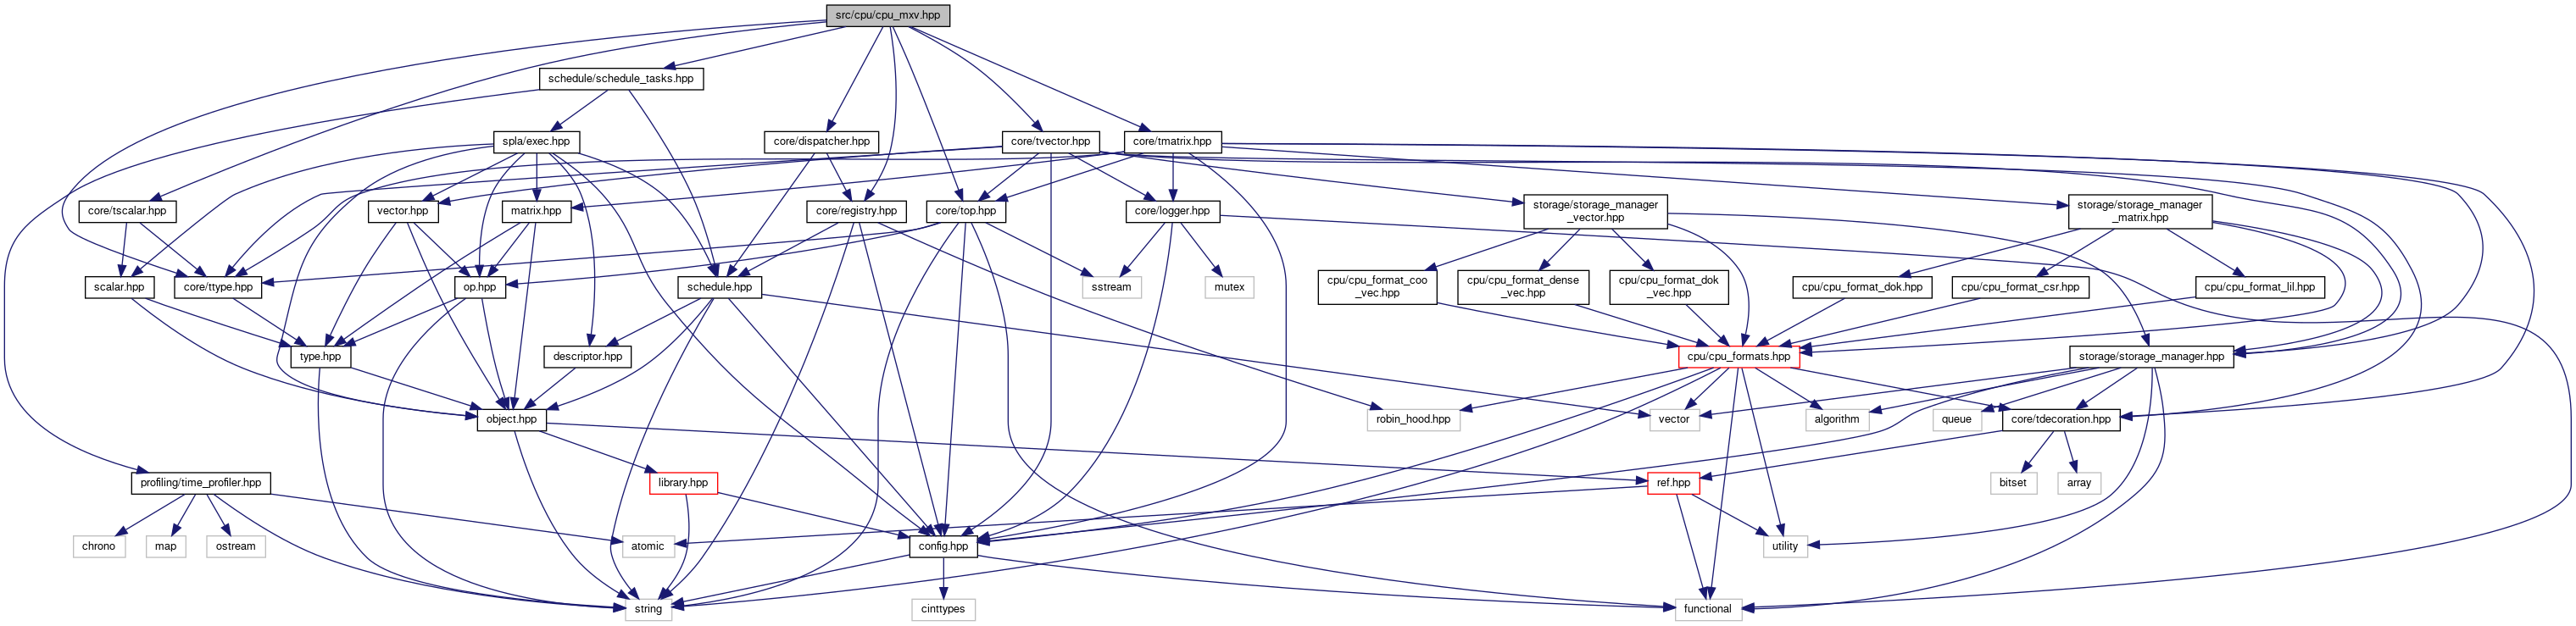 src/cpu/cpu_mxv.hpp
schedule/schedule_tasks.hpp
spla/exec.hpp
core/dispatcher.hpp
core/tvector.hpp
core/tmatrix.hpp
core/tscalar.hpp
vector.hpp
matrix.hpp
core/registry.hpp
core/top.hpp
core/logger.hpp
storage/storage_manager
_vector.hpp
storage/storage_manager
_matrix.hpp
scalar.hpp
core/ttype.hpp
op.hpp
schedule.hpp
sstream
mutex
cpu/cpu_format_coo
_vec.hpp
cpu/cpu_format_dense
_vec.hpp
cpu/cpu_format_dok
_vec.hpp
cpu/cpu_format_dok.hpp
cpu/cpu_format_csr.hpp
cpu/cpu_format_lil.hpp
type.hpp
descriptor.hpp
cpu/cpu_formats.hpp
storage/storage_manager.hpp
object.hpp
robin_hood.hpp
vector
algorithm
queue
core/tdecoration.hpp
profiling/time_profiler.hpp
library.hpp
ref.hpp
bitset
array
chrono
map
ostream
atomic
config.hpp
utility
string
cinttypes
functional